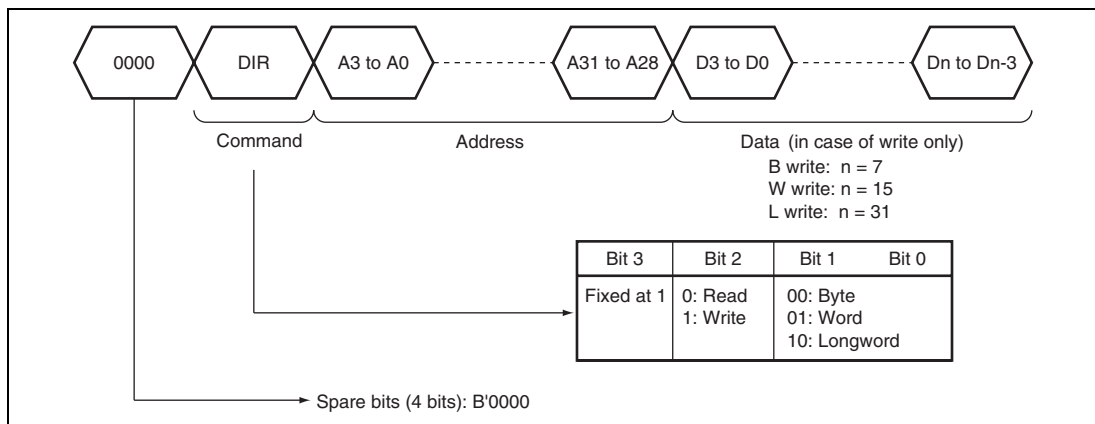 0000 DIR A3 to A0 A31 to A28 D3 to D0 Dn to Dn-3
Command Address Data (in case of write only)
B write: n = 7
W write: n = 15
L write: n = 31
Bit 3 Bit 2 Bit 1 Bit 0
Fixed at 1 0: Read 00: Byte
1: Write 01: Word
10: Longword
Spare bits (4 bits): B'0000